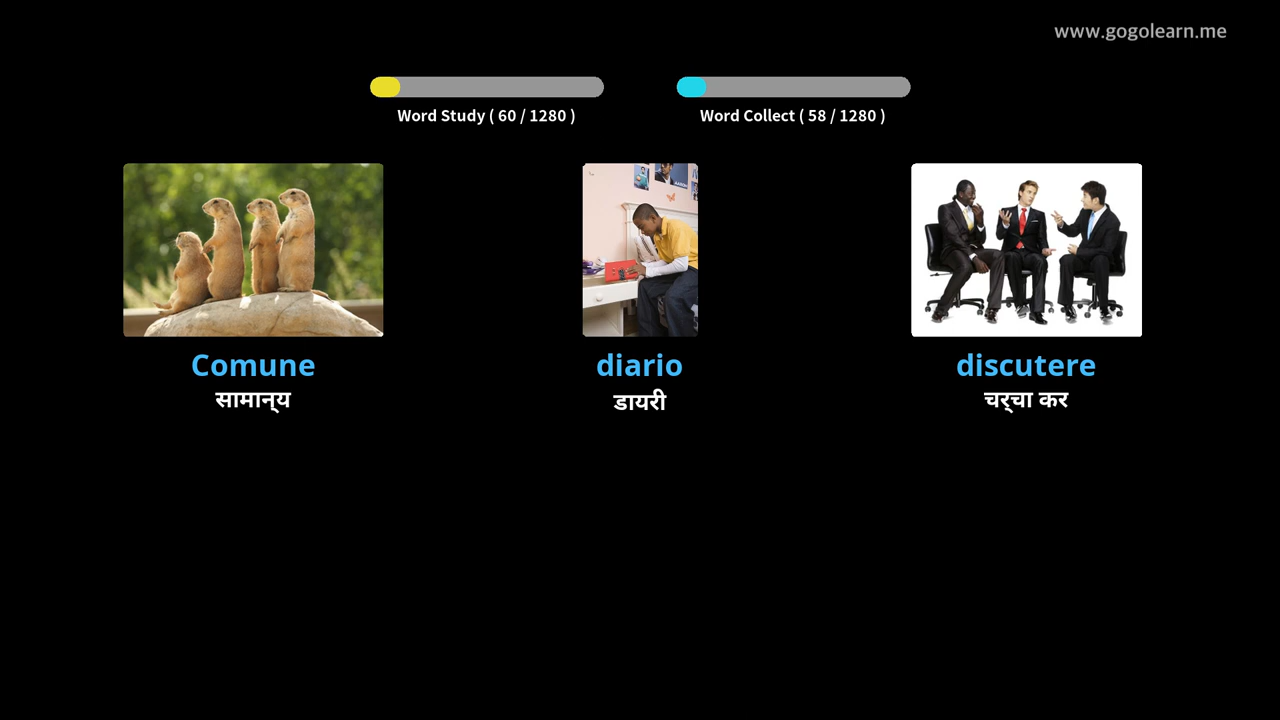 www.gogolearn.me
Word Study ( 60 / 1280 )
Word Collect ( 58 / 1280 )
Comune
सामान्‍य
diario
डायरी
discutere
चर्‍चा कर